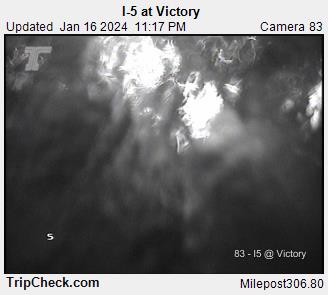 I-5 at Victory
Updated Jan 16 2024 11:17 PM Camera 83
S
83 - I5 @ Victory
TripCheck.com Milepost306.80